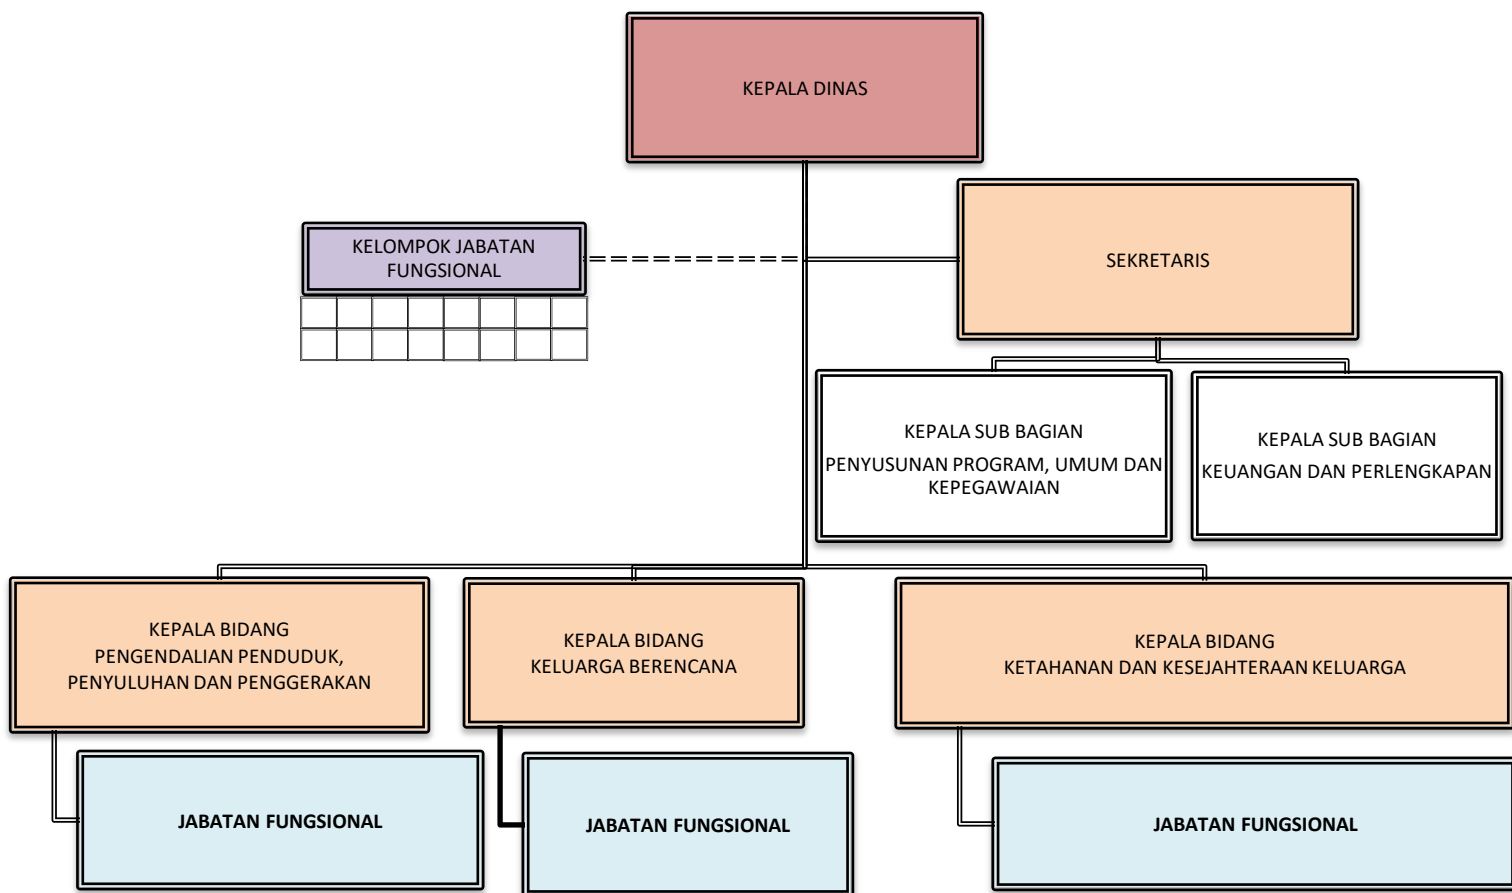 KEPALA DINAS
KELOMPOK JABATAN
FUNGSIONAL
SEKRETARIS
KEPALA SUB BAGIAN
PENYUSUNAN PROGRAM, UMUM DAN
KEPEGAWAIAN
KEPALA SUB BAGIAN
KEUANGAN DAN PERLENGKAPAN
KEPALA BIDANG
PENGENDALIAN PENDUDUK,
PENYULUHAN DAN PENGGERAKAN
KEPALA BIDANG
KELUARGA BERENCANA
KEPALA BIDANG
KETAHANAN DAN KESEJAHTERAAN KELUARGA
JABATAN FUNGSIONAL
JABATAN FUNGSIONAL
JABATAN FUNGSIONAL